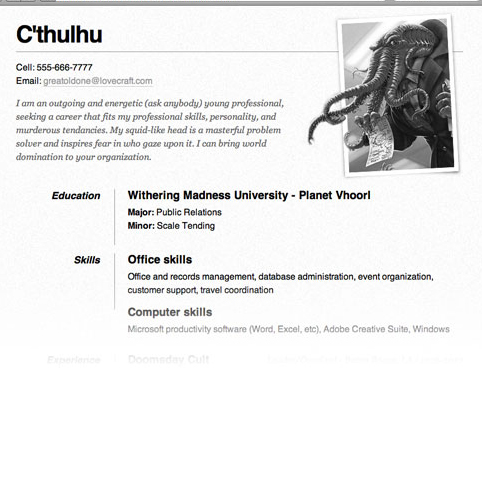 C'thulhu
Cell: 555-666-7777
Email: greatoldone@lovecraft.com
I am an outgoing and energetic (ask anybody) young professional,
seeking a career that fits my professional skills, personality, and
murderous tendancies. My squid-like head is a masterful problem
solver and inspires fear in who gaze upon it. I can bring world
domination to your organization.
Education
Withering Madness University - Planet Vhoorl
Major: Public Relations
Minor: Scale Tending
Skills
Office skills
Office and records management, database administration, event organization,
customer support, travel coordination
Computer skills
Microsoft productivity software (Word, Excel, etc), Adobe Creative Suite, Windows
Experience
Doomsday Cult